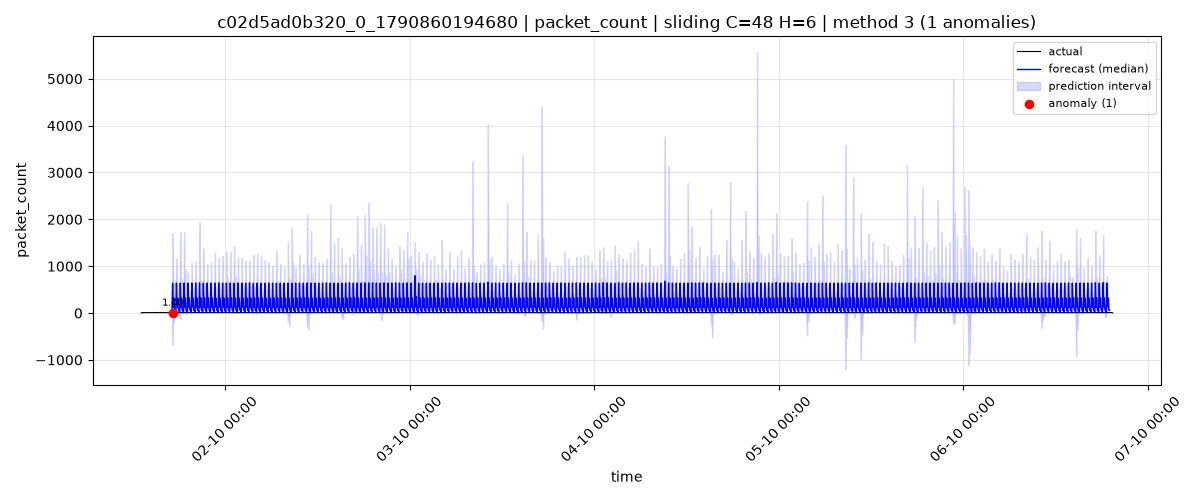 c02d5ad0b320_0_1790860194680 | packet_count | sliding C=48 H=6 | method 3 (1 anomalies)
actual
forecast (median)
prediction interval
anomaly (1)
packet_count
5000
4000
3000
2000
1000
0
−1000
02-10 00:00
03-10 00:00
04-10 00:00
05-10 00:00
06-10 00:00
07-10 00:00
time